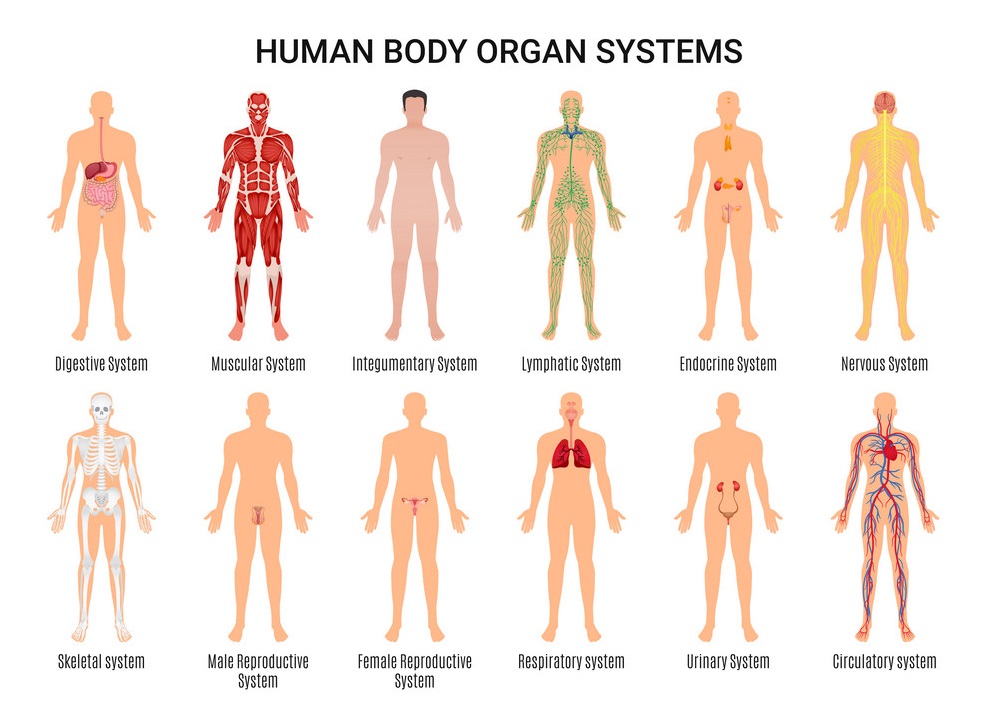 HUMAN BODY ORGAN SYSTEMS
Digestive System
Muscular System
Integumentary System
Lymphatic System
Endocrine System
Nervous System
Skeletal system
Male Reproductive
System
Female Reproductive
System
Respiratory system
Urinary System
Circulatory system